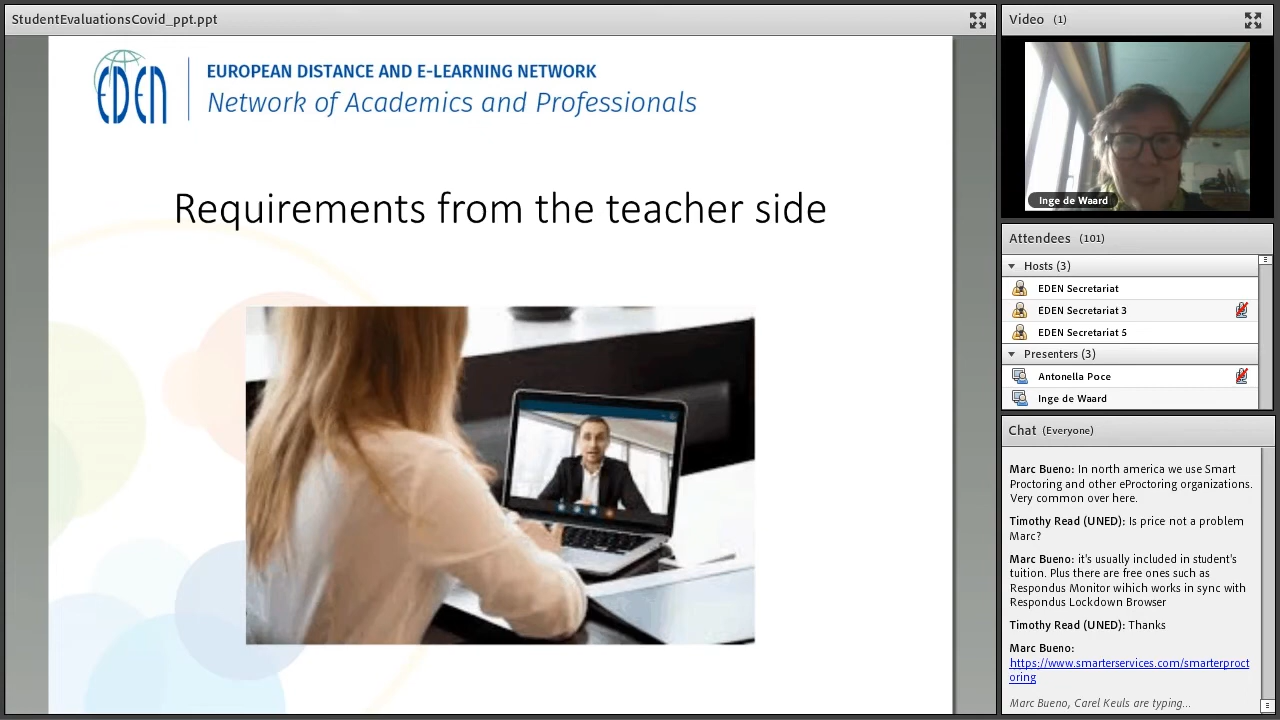 StudentEvaluationsCovid_ppt.ppt
EDEN
EUROPEAN DISTANCE AND E-LEARNING NETWORK
Network of Academics and Professionals
Requirements from the teacher side
Video (1)
Inge de Waard
Attendees (101)
Hosts (3)
EDEN Secretariat
EDEN Secretariat 3
EDEN Secretariat 5
Presenters (3)
Antonella Poce
Inge de Waard
Chat (Everyone)
Marc Bueno: In north america we use Smart
Proctoring and other eProctoring organizations.
Very common over here.
Timothy Read (UNED): Is price not a problem
Marc?
Marc Bueno: it's usually included in student's
tuition. Plus there are free ones such as
Respondus Monitor wihich works in sync with
Respondus Lockdown Browser
Timothy Read (UNED): Thanks
Marc Bueno:
https://www.smarterservices.com/smarterproct
oring
Marc Bueno, Carel Keuls are typing...